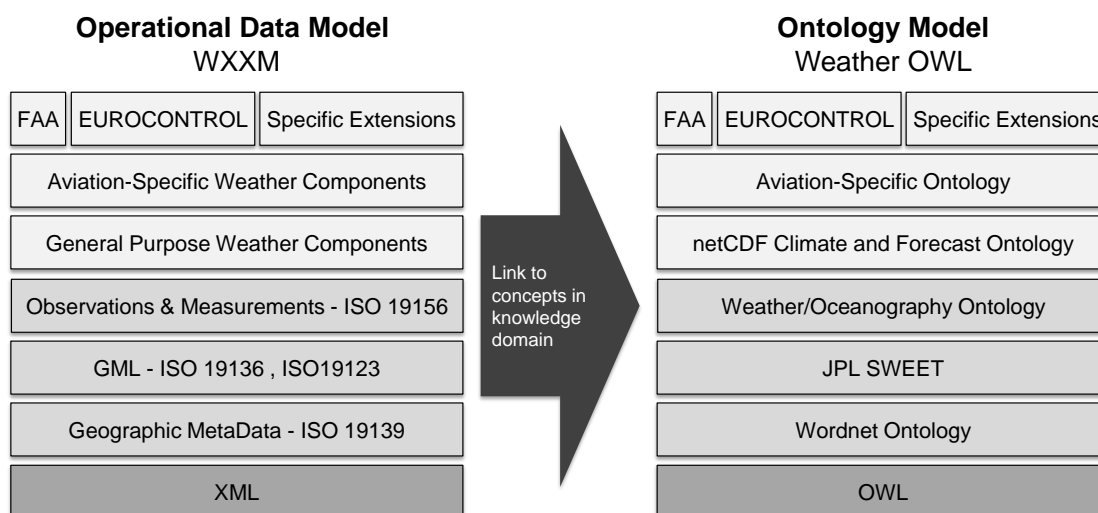 Operational Data Model
WXXM
FAA EUROCONTROL Specific Extensions
Aviation-Specific Weather Components
General Purpose Weather Components
Observations & Measurements - ISO 19156
GML - ISO 19136 , ISO19123
Geographic MetaData - ISO 19139
XML
Link to
concepts in
knowledge
domain
Ontology Model
Weather OWL
FAA EUROCONTROL Specific Extensions
Aviation-Specific Ontology
netCDF Climate and Forecast Ontology
Weather/Oceanography Ontology
JPL SWEET
Wordnet Ontology
OWL